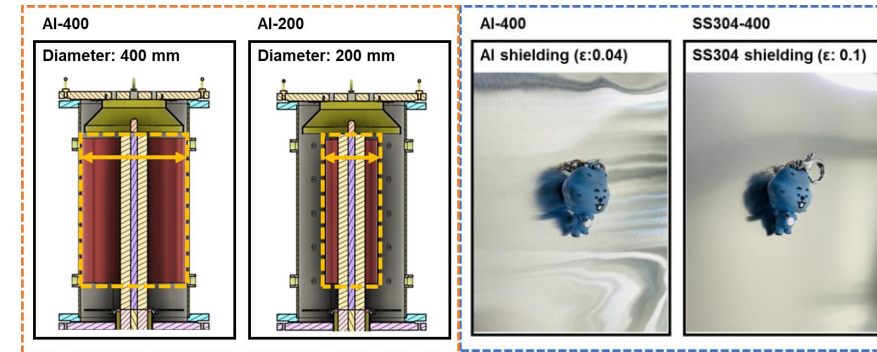 Al-400
Diameter: 400 mm
Al-200
Diameter: 200 mm
Al-400
Al shielding (ε:0.04)
SS304-400
SS304 shielding (ε: 0.1)